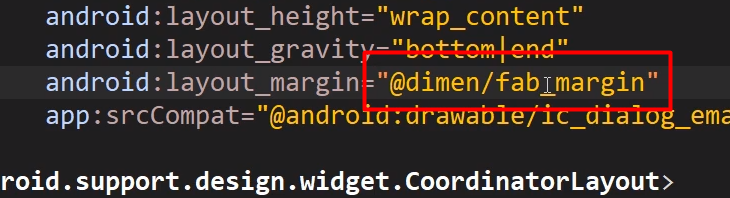 android:layout_height="wrap_content"
android:layout_gravity="bottom|end"
android:layout_margin="@dimen/fab_margin"
app:srcCompat="@android:drawable/ic_dialog_ema
roid.support.design.widget.CoordinatorLayout>